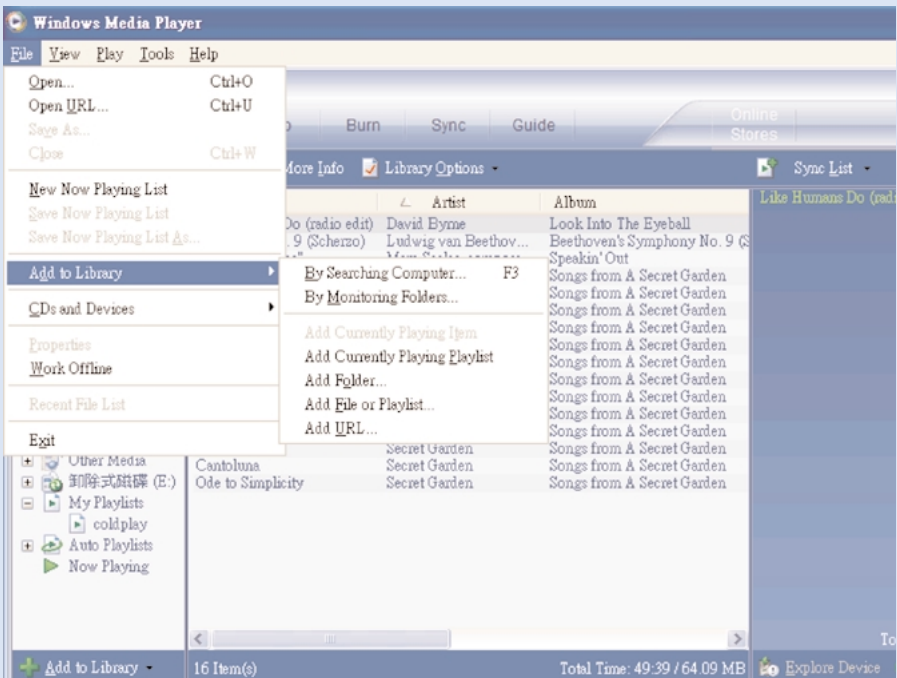 Windows Media Player
File View Play Tools Help
Open... Ctrl+O
Open URL... Ctrl+U
Save As...
Close Ctrl+W
New Now Playing List
Save Now Playing List
Save Now Playing List As...
Add to Library
CDs and Devices
Properties
Work Offline
Recent File List
Exit
By Searching Computer... F3
By Monitoring Folders...
Add Currently Playing Item
Add Currently Playing Playlist
Add Folder...
Add File or Playlist...
Add URL...
Burn Sync Guide
Online
Stores
More Info Library Options Sync List
Artist Album
Do (radio edit) David Byrne Look Into The Eyeball
. 9 (Scherzo) Ludwig van Beethov... Beethoven's Symphony No. 9 (S
Speakin' Out
Songs from A Secret Garden
Songs from A Secret Garden
Songs from A Secret Garden
Songs from A Secret Garden
Songs from A Secret Garden
Songs from A Secret Garden
Songs from A Secret Garden
Songs from A Secret Garden
Songs from A Secret Garden
Songs from A Secret Garden
Secret Garden Songs from A Secret Garden
Cantoluna Secret Garden Songs from A Secret Garden
Ode to Simplicity Secret Garden Songs from A Secret Garden
Like Humans Do (radi
Other Media
卸除式磁碟 (E:)
My Playlists
coldplay
Auto Playlists
Now Playing
To
Add to Library 16 Item(s) Total Time: 49:39 / 64.09 MB Explore Device